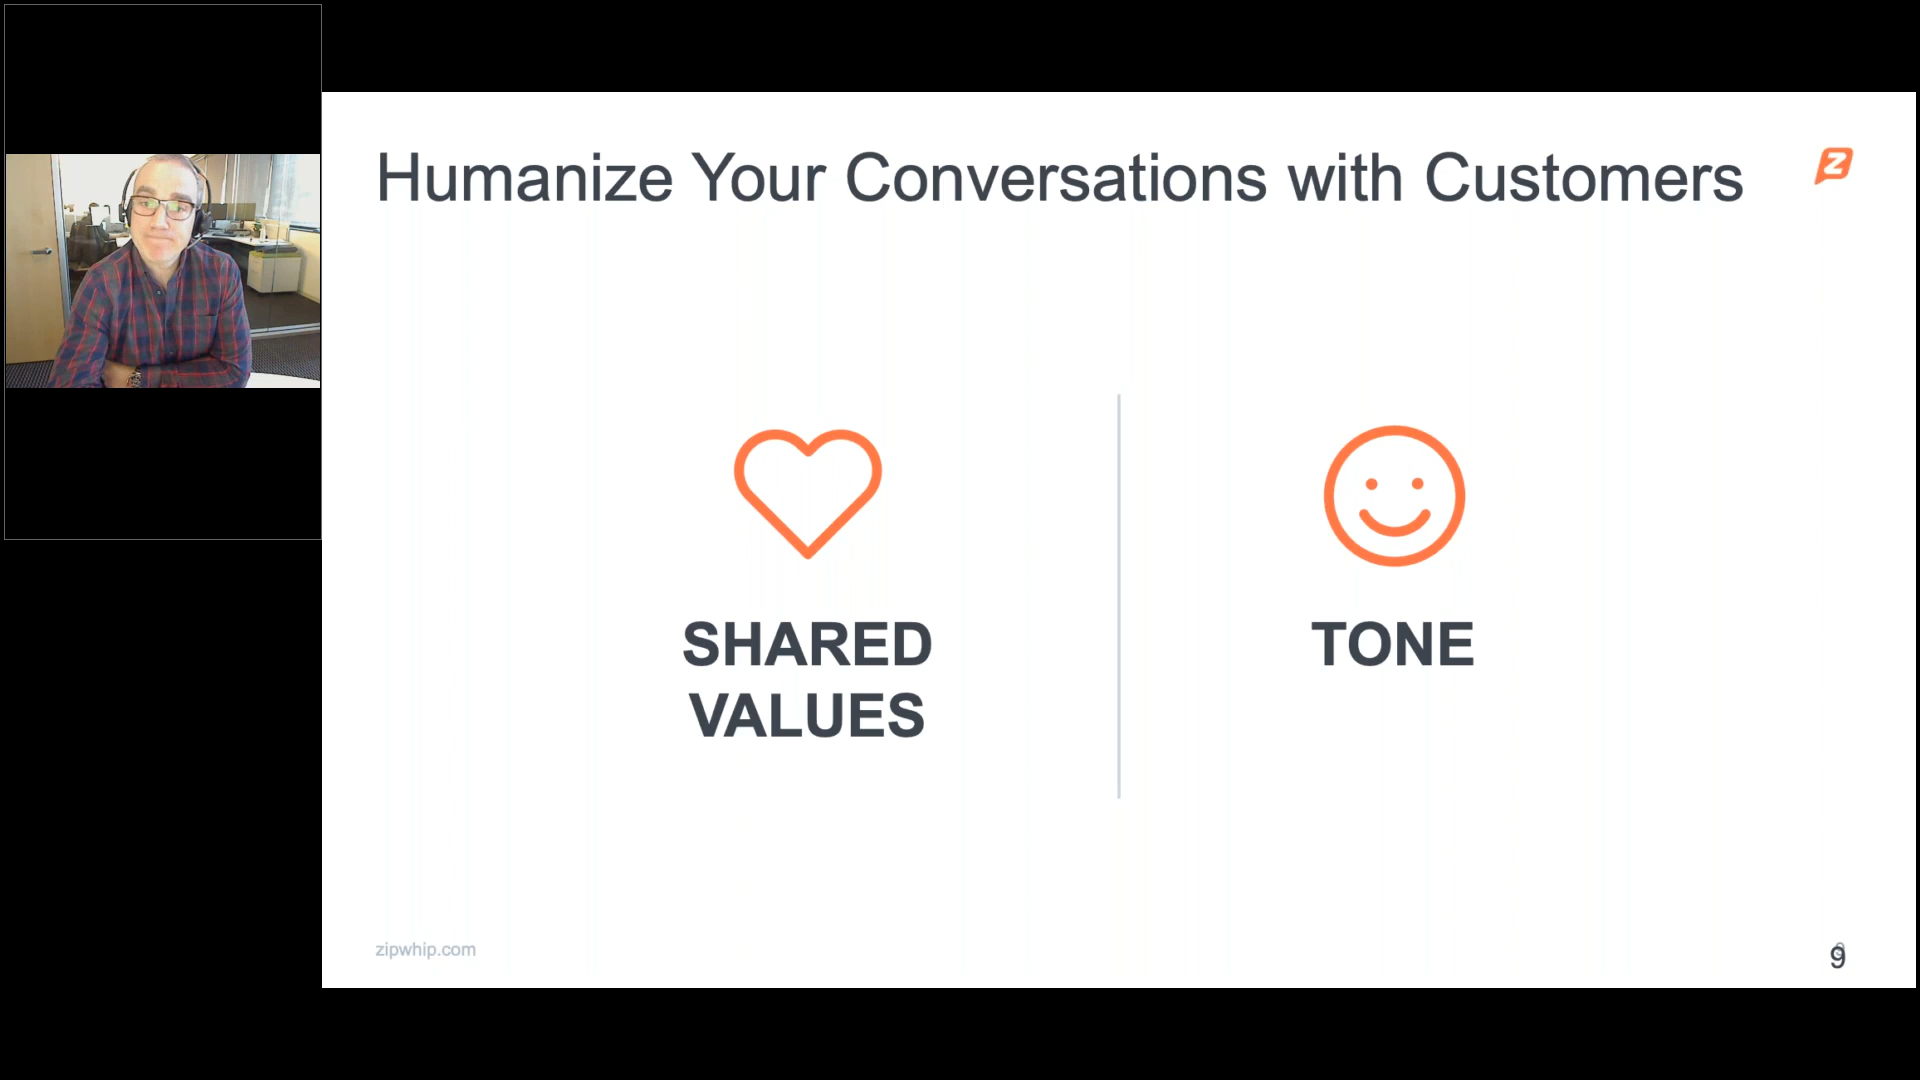 Humanize Your Conversations with Customers
SHARED
VALUES
TONE
zipwhip.com
9